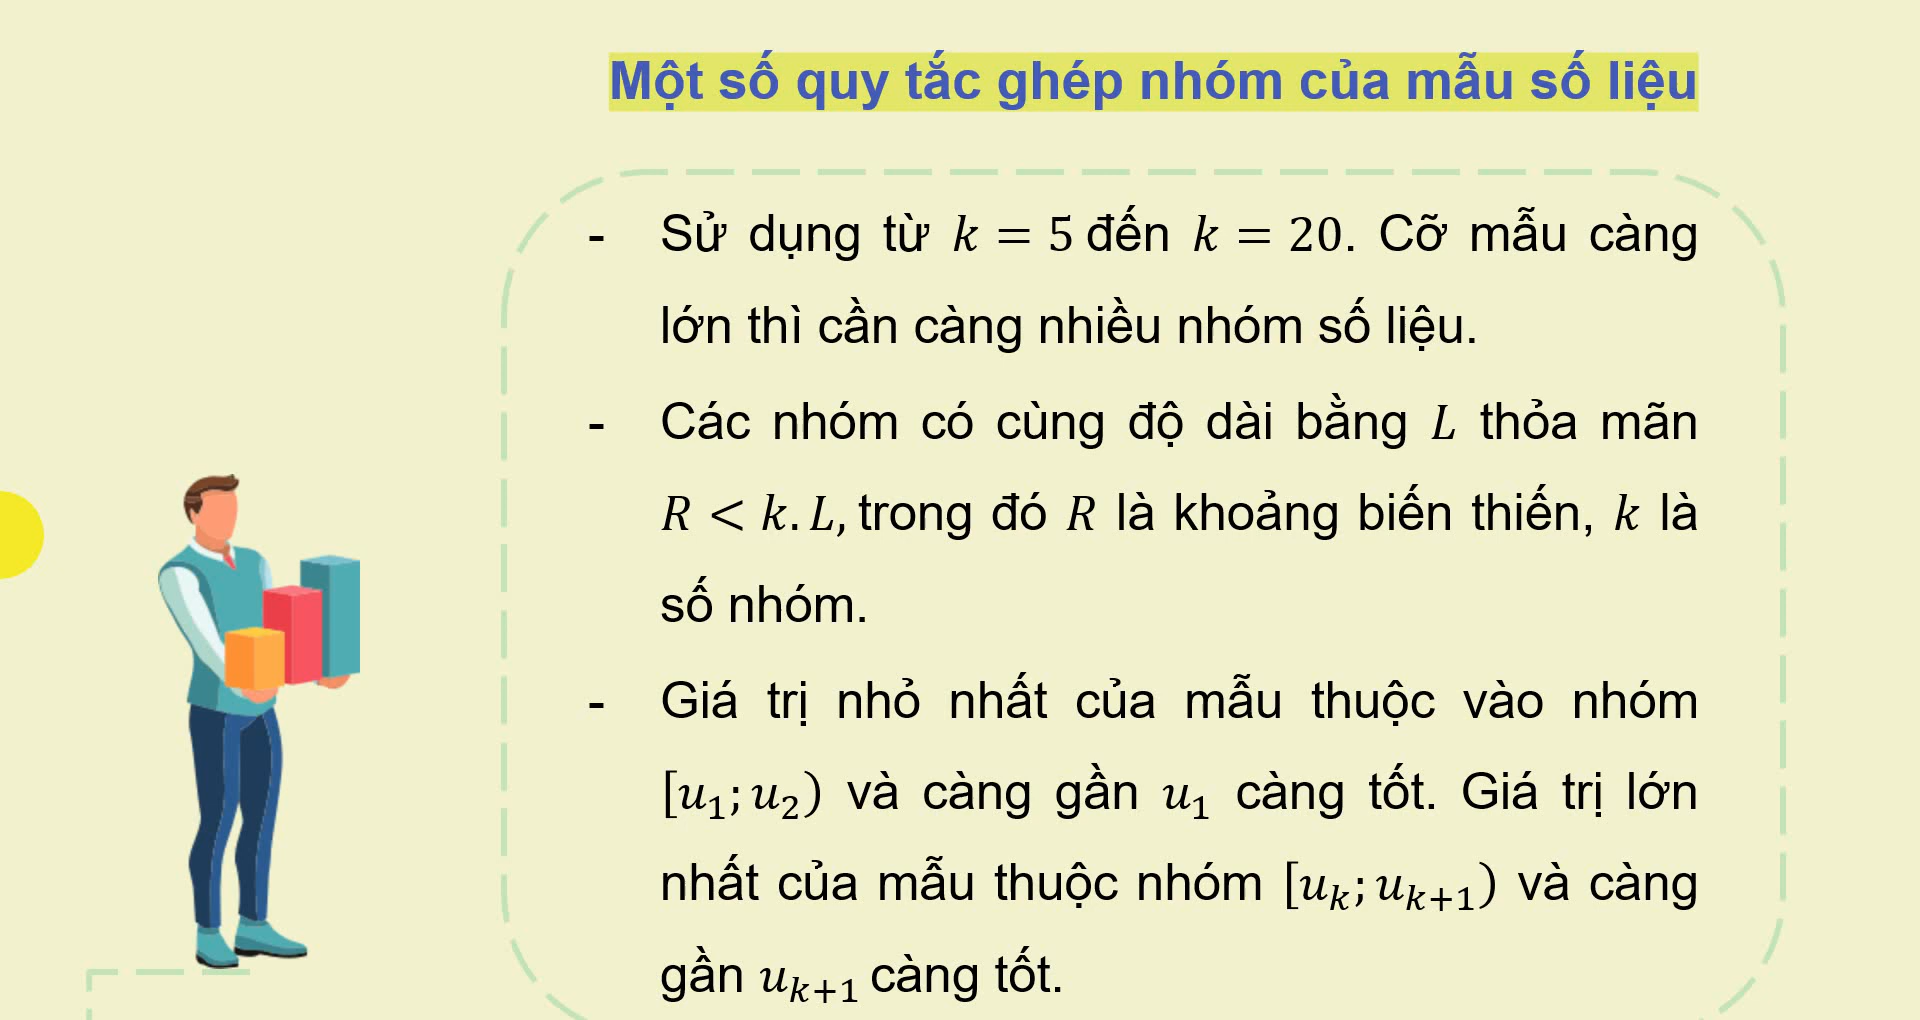 Một số quy tắc ghép nhóm của mẫu số liệu
- Sử dụng từ k = 5 đến k = 20. Cỡ mẫu càng
lớn thì cần càng nhiều nhóm số liệu.
- Các nhóm có cùng độ dài bằng L thỏa mãn
R < k. L, trong đó R là khoảng biến thiến, k là
số nhóm.
- Giá trị nhỏ nhất của mẫu thuộc vào nhóm
[u₁; u₂) và càng gần u₁ càng tốt. Giá trị lớn
nhất của mẫu thuộc nhóm [uₖ; uₖ₊₁) và càng
gần uₖ₊₁ càng tốt.